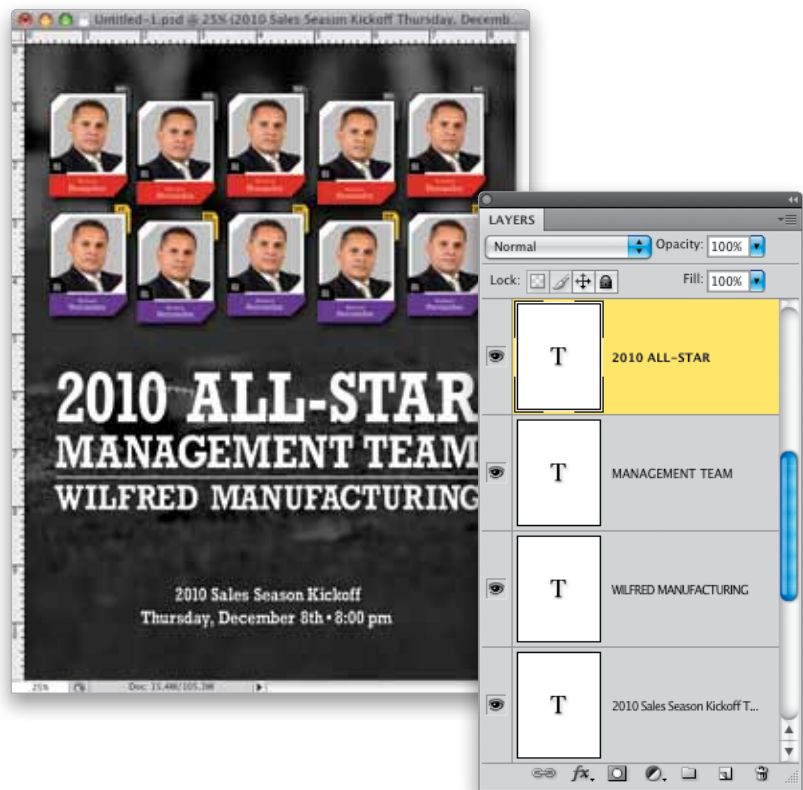 Untitled-1.psd @ 25% (2010 Sales Season Kickoff Thursday, Decemb...
2010 ALL-STAR
MANAGEMENT TEAM
WILFRED MANUFACTURING
2010 Sales Season Kickoff
Thursday, December 8th • 8:00 pm
25%
Doc: 15.4M/105.3M
LAYERS
Normal
Opacity: 100%
Lock:
Fill: 100%
T
2010 ALL-STAR
T
MANAGEMENT TEAM
T
WILFRED MANUFACTURING
T
2010 Sales Season Kickoff T...
fx.